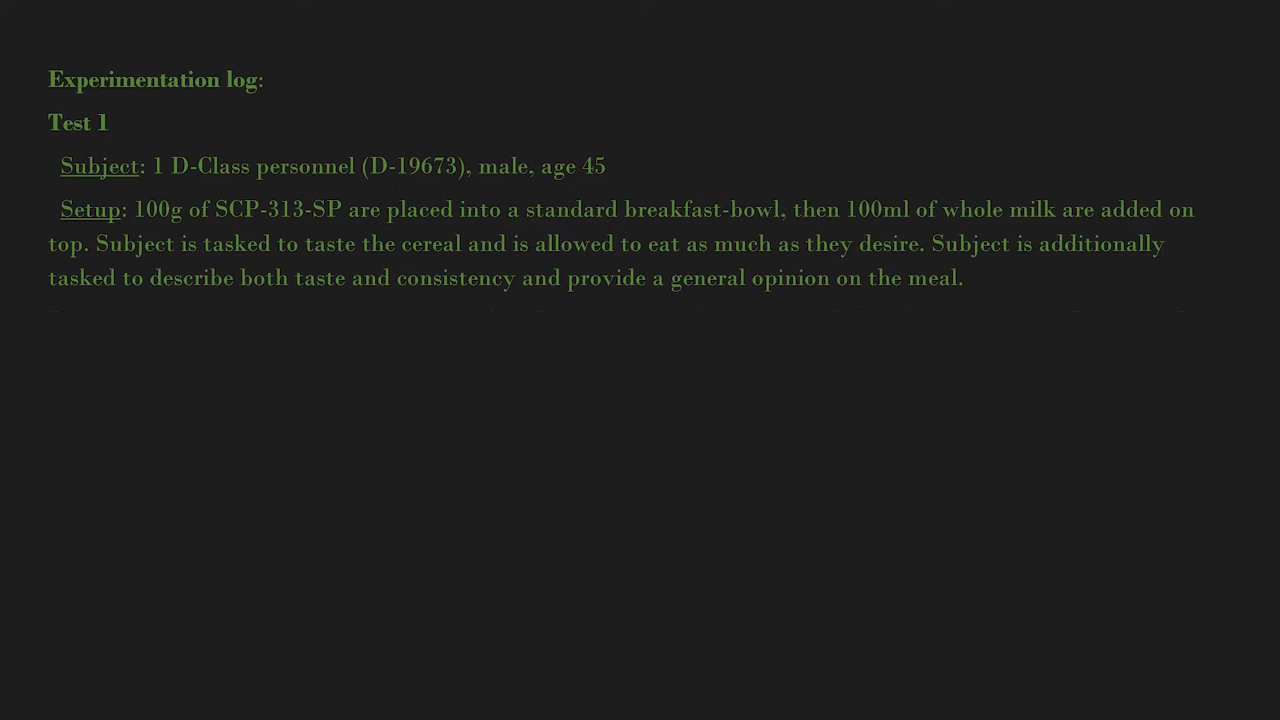 Experimentation log:
Test 1
Subject: 1 D-Class personnel (D-19673), male, age 45
Setup: 100g of SCP-313-SP are placed into a standard breakfast-bowl, then 100ml of whole milk are added on
top. Subject is tasked to taste the cereal and is allowed to eat as much as they desire. Subject is additionally
tasked to describe both taste and consistency and provide a general opinion on the meal.